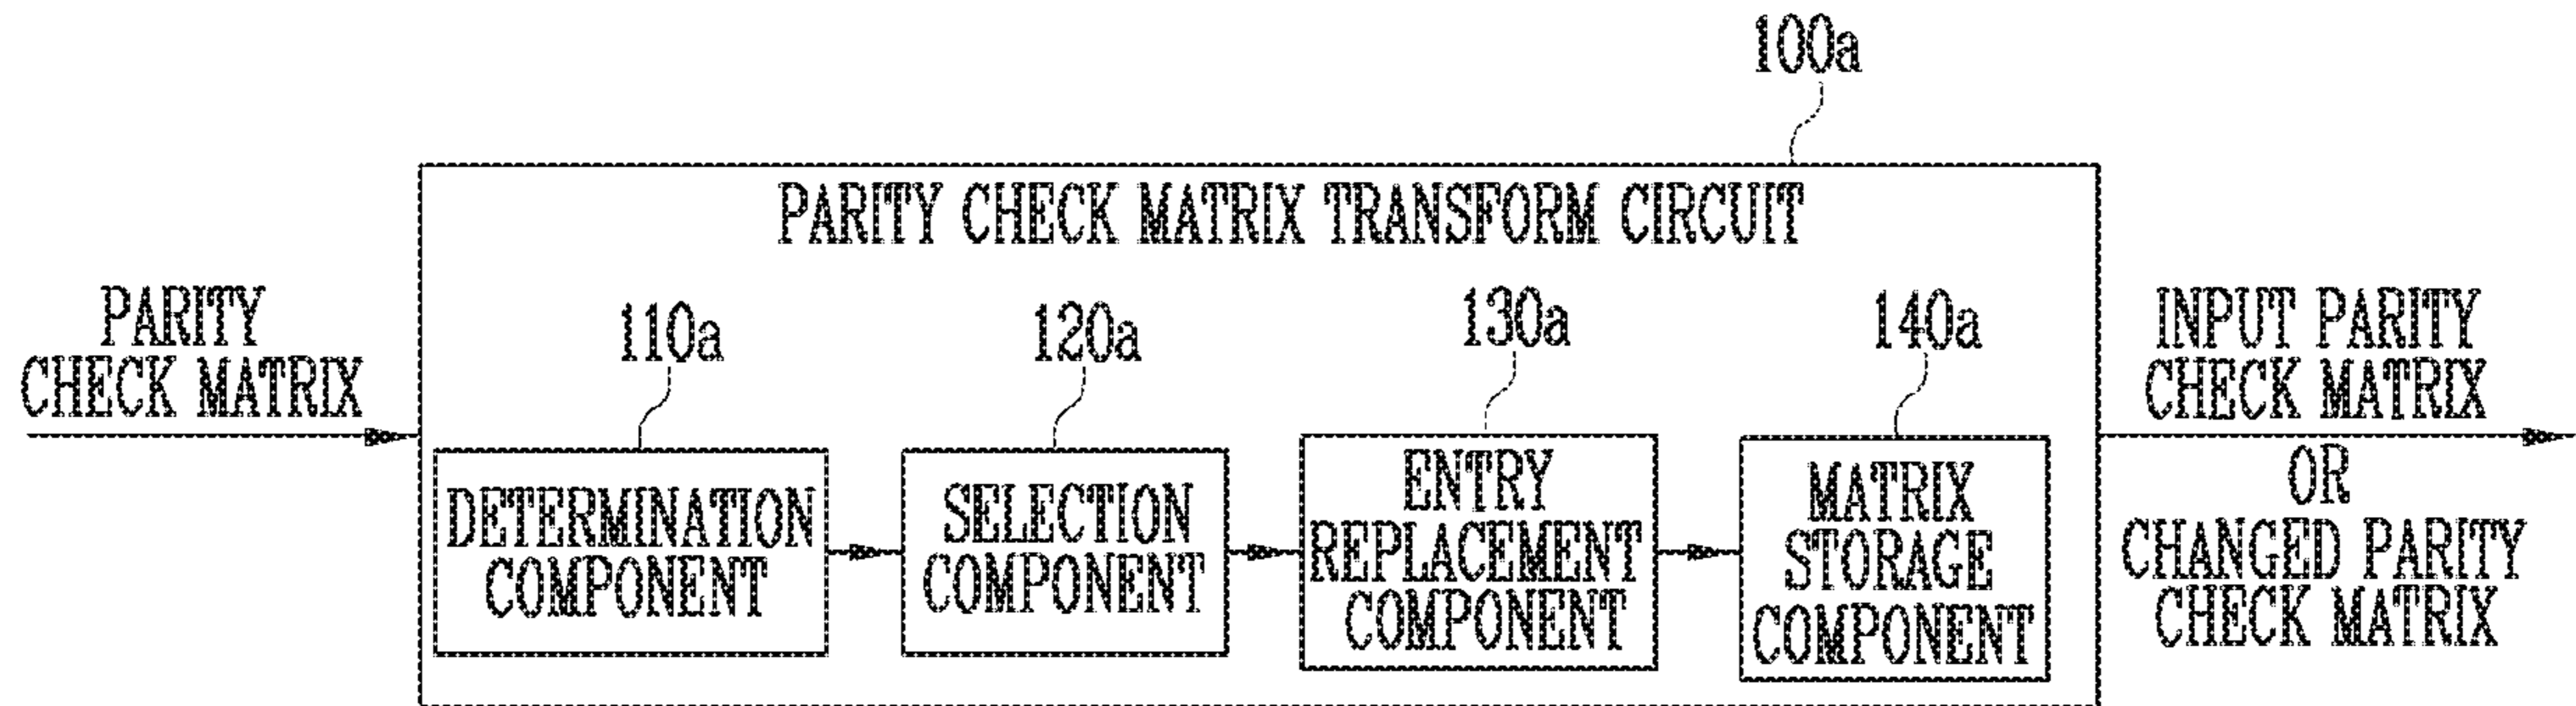 100a
PARITY CHECK MATRIX TRANSFORM CIRCUIT
PARITY
CHECK MATRIX
110a
120a
130a
140a
DETERMINATION
COMPONENT
SELECTION
COMPONENT
ENTRY
REPLACEMENT
COMPONENT
MATRIX
STORAGE
COMPONENT
INPUT PARITY
CHECK MATRIX
OR
CHANGED PARITY
CHECK MATRIX